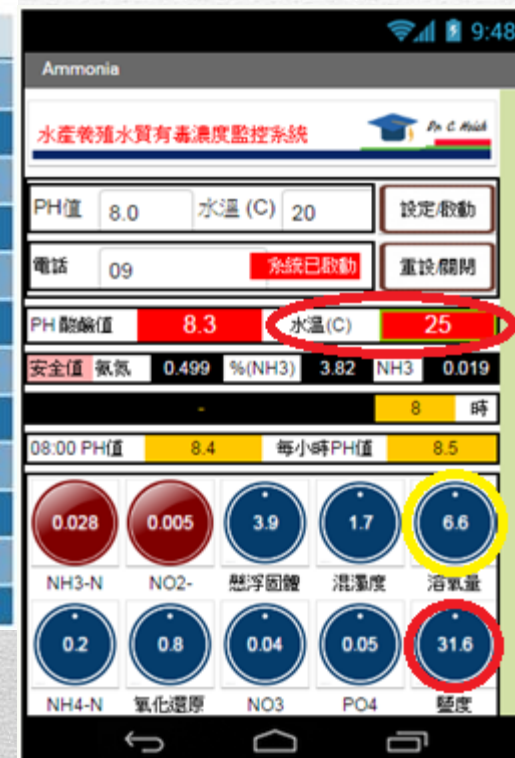 9:48
Ammonia
水產養殖水質有毒濃度監控系統 Dr. C. Hsieh
PH值 8.0 水溫 (C) 20 設定/啟動
電話 09 系統已啟動 重設/關閉
PH 酸鹼值 8.3 水溫(C) 25
安全值 氨氮 0.499 %(NH3) 3.82 NH3 0.019
- 8 時
08:00 PH值 8.4 每小時PH值 8.5
0.028 0.005 3.9 1.7 6.6
NH3-N NO2- 懸浮固體 混濁度 溶氧量
0.2 0.8 0.04 0.05 31.6
NH4-N 氧化還原 NO3 PO4 鹽度